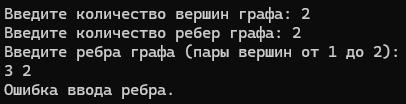 Введите количество вершин графа: 2
Введите количество ребер графа: 2
Введите ребра графа (пары вершин от 1 до 2):
3 2
Ошибка ввода ребра.